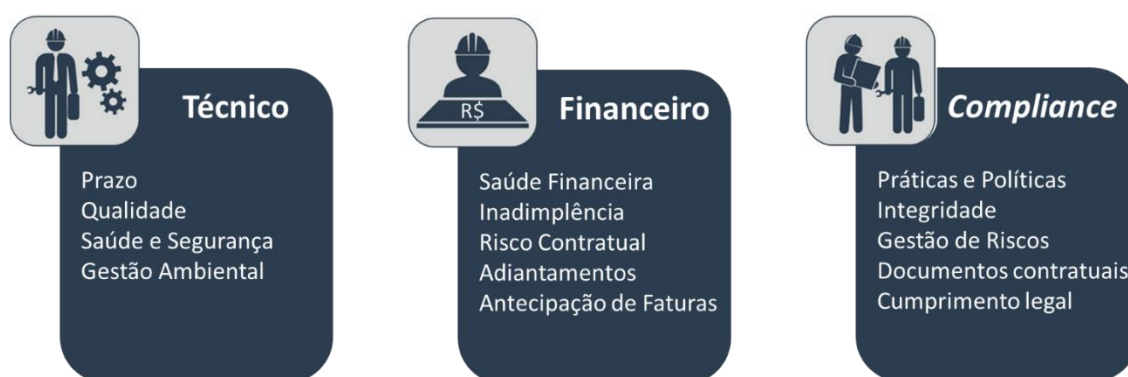 Técnico
Prazo
Qualidade
Saúde e Segurança
Gestão Ambiental
R$
Financeiro
Saúde Financeira
Inadimplência
Risco Contratual
Adiantamentos
Antecipação de Faturas
Compliance
Práticas e Políticas
Integridade
Gestão de Riscos
Documentos contratuais
Cumprimento legal